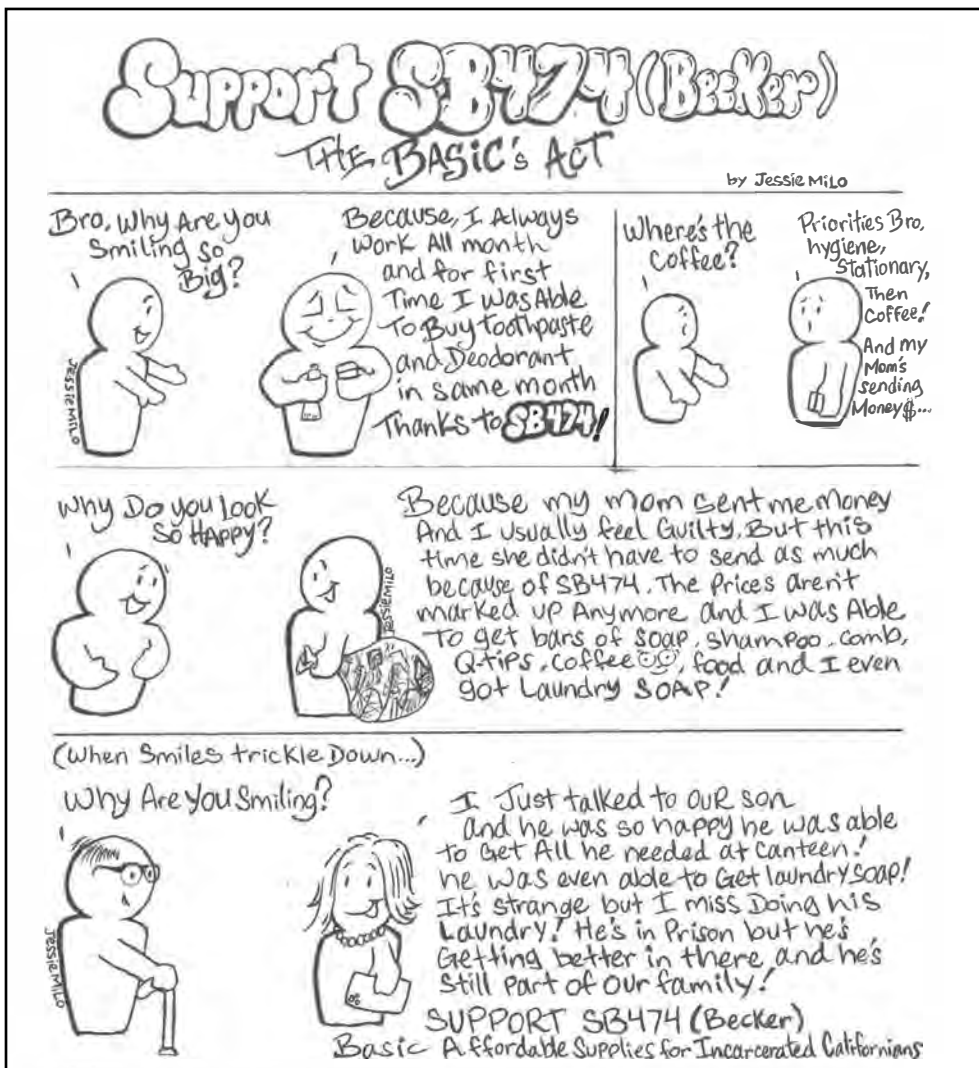 Support SB474 (Becker)
THE BASIC's ACT
by Jessie Milo
Bro, Why Are you
Smiling so
Big?
JESSIE MILO
Because, I Always
Work All month
and for first
Time I Was Able
To Buy toothpaste
and Deodorant
in same month
Thanks to SB474!
Where's the
Coffee?
Priorities Bro,
hygiene,
Stationary,
Then
Coffee!
And my
Mom's
sending
Money$...
Why Do you Look
So HAPPY?
JESSIE MILO
Because my mom sent me Money
And I usually feel Guilty. But this
time she didn't have to send as much
because of SB474. The Prices aren't
marked up Anymore and I was Able
To get bars of soap, shampoo, comb,
Q-tips, coffee, food and I even
got Laundry SOAP!
(When Smiles trickle Down...)
Why Are You Smiling?
JESSIE MILO
I Just talked to OUR son
and he was so happy he was able
to Get All he needed at Canteen!
he was even able to Get laundry soap!
It's strange but I miss Doing his
Laundry! He's in Prison but he's
Getting better in there and he's
Still Part of Our family!
SUPPORT SB474 (Becker)
Basic Affordable Supplies for Incarcerated Californians